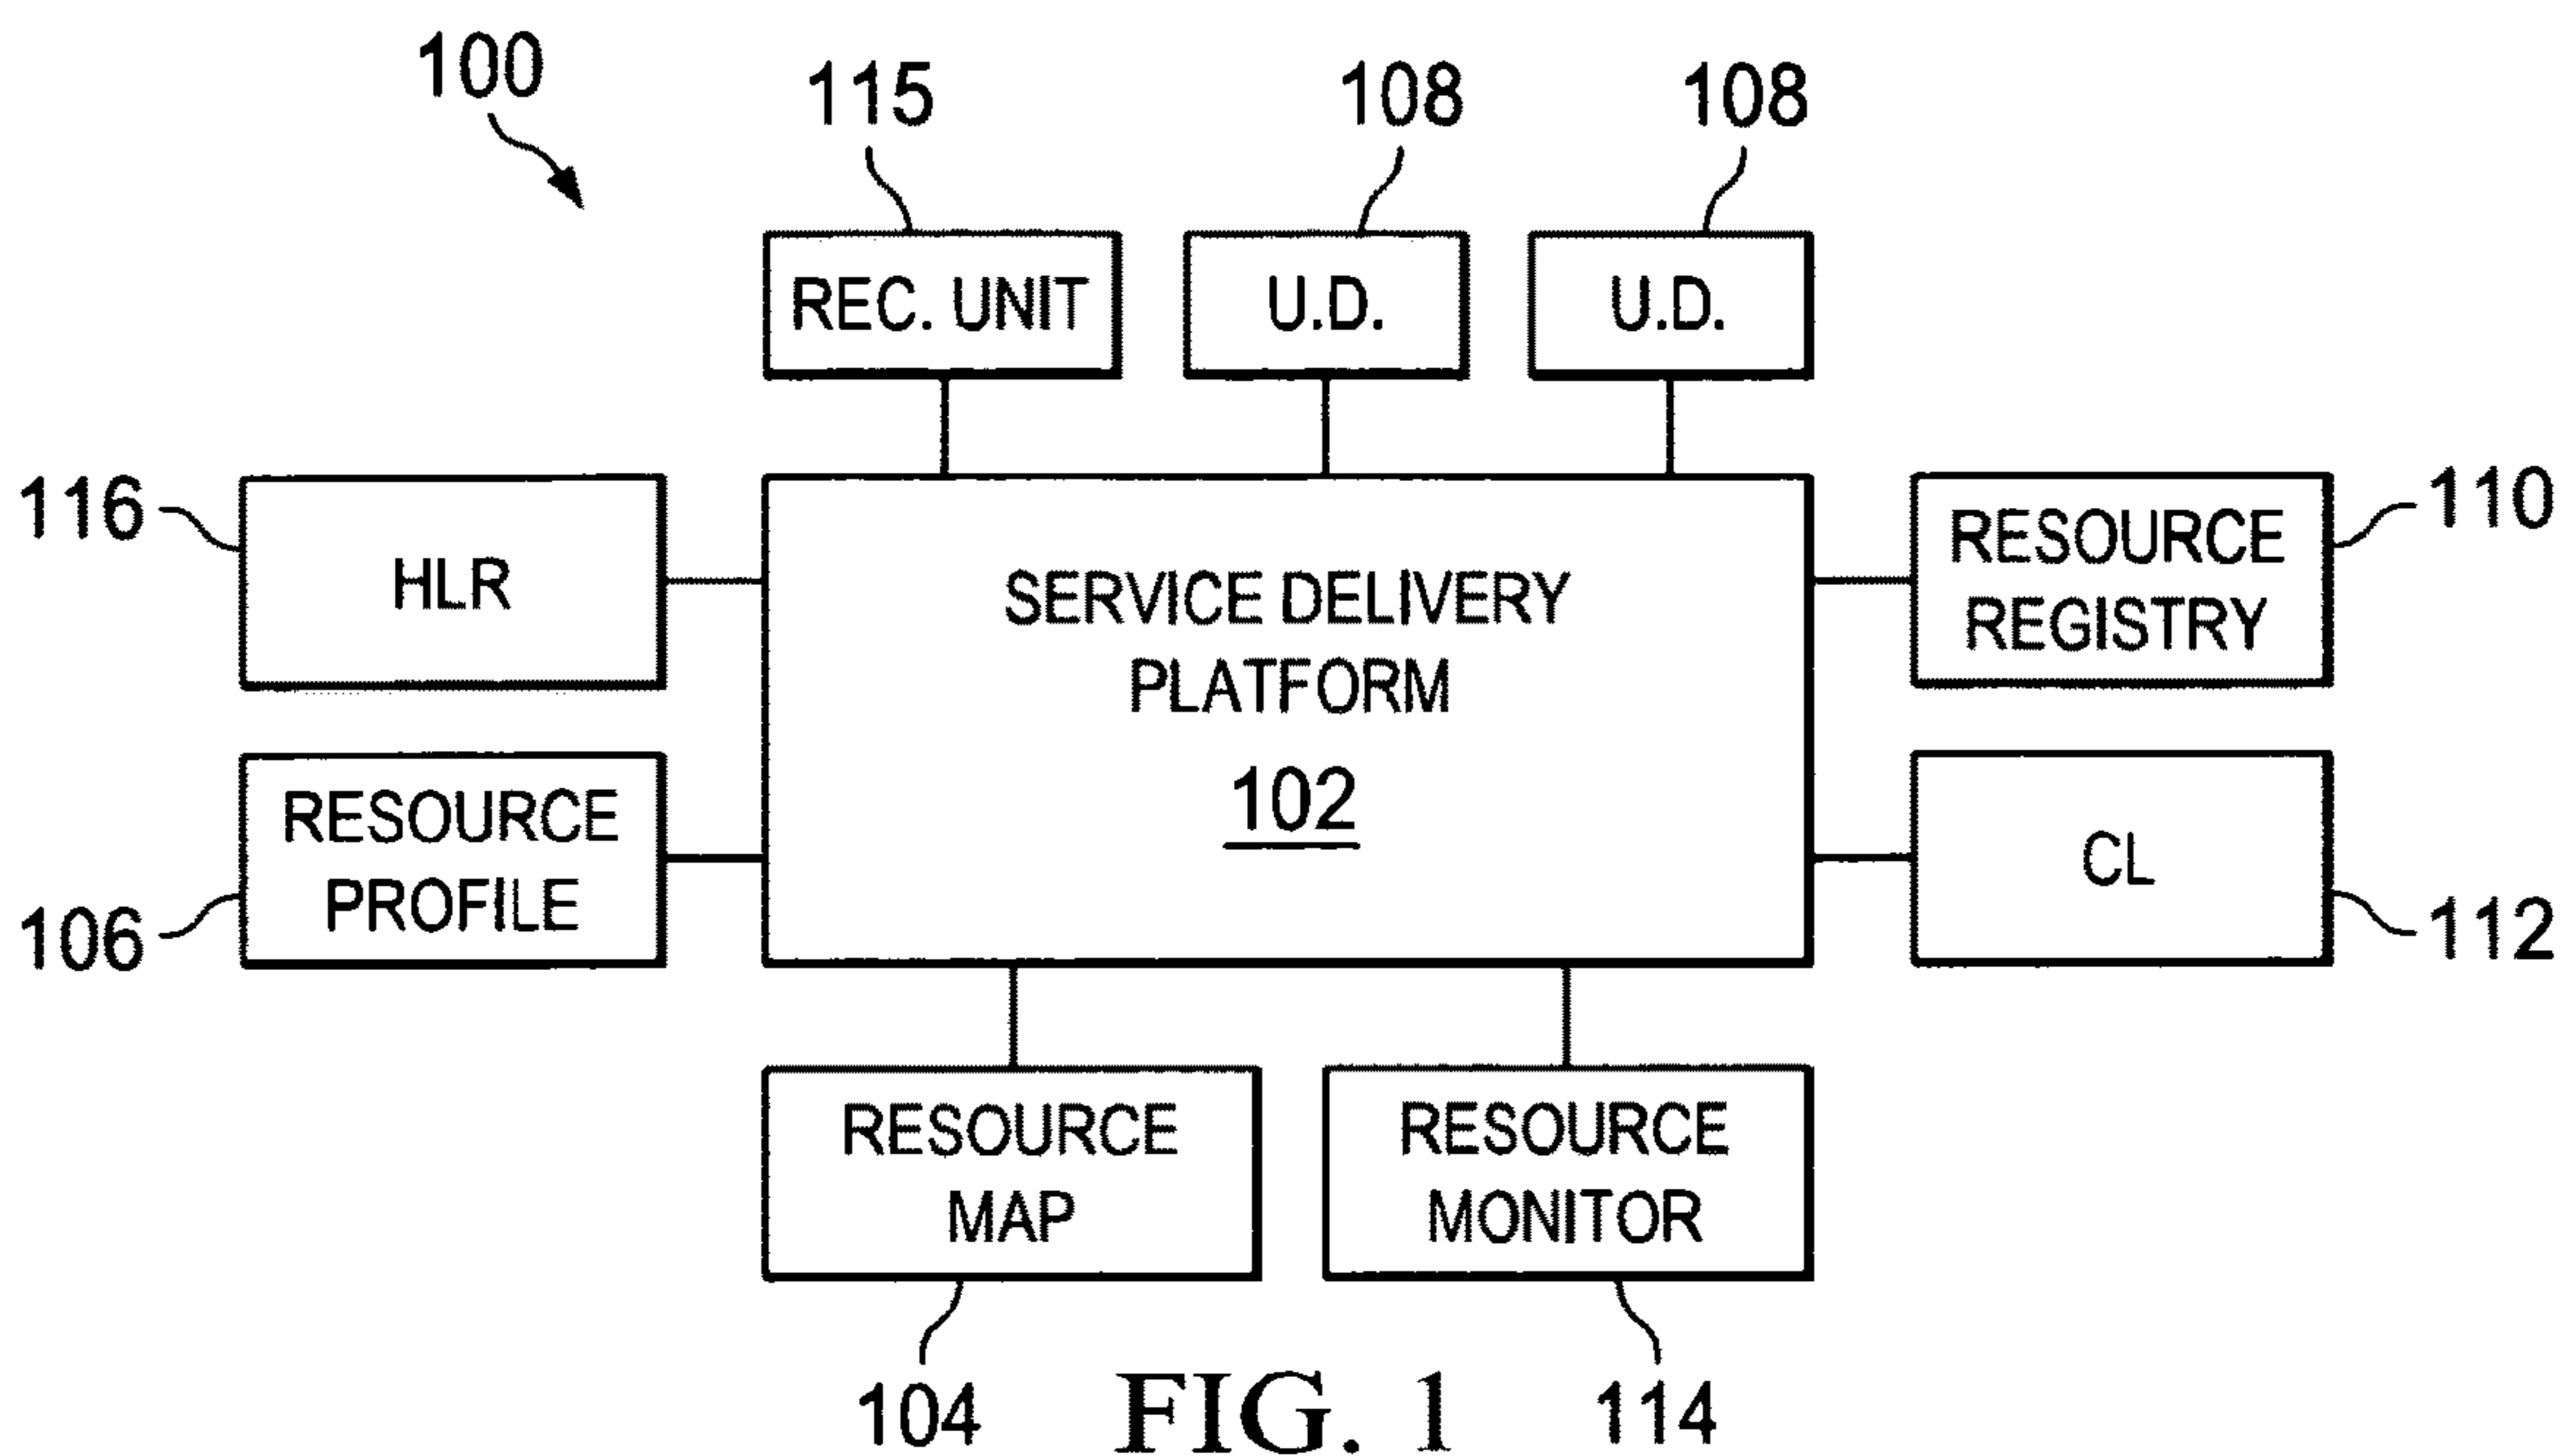 100
115
108
108
REC. UNIT
U.D.
U.D.
116
HLR
SERVICE DELIVERY
PLATFORM
102
RESOURCE
REGISTRY
110
RESOURCE
PROFILE
106
CL
112
RESOURCE
MAP
RESOURCE
MONITOR
104
114
FIG. 1